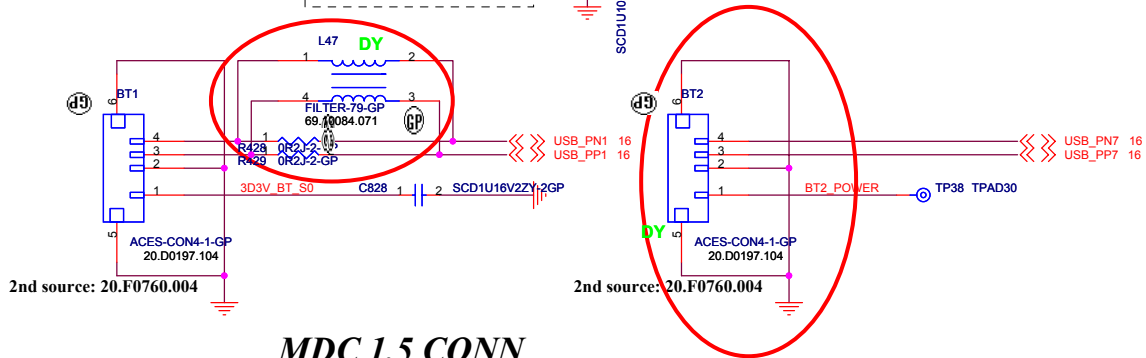 SCD1U10
L47
DY
1
2
4
3
FILTER-79-GP
69.10084.071
GP
GP
BT1
6
4
3
2
1
5
1
R428 0R2J-2-
R429 0R2J-2-GP
USB_PN1 16
USB_PP1 16
3D3V_BT_S0
C828
1
2
SCD1U16V2ZY-2GP
ACES-CON4-1-GP
20.D0197.104
2nd source: 20.F0760.004
GP
BT2
6
4
3
2
1
5
USB_PN7 16
USB_PP7 16
BT2_POWER
TP38 TPAD30
DY
ACES-CON4-1-GP
20.D0197.104
2nd source: 20.F0760.004
MDC 1.5 CONN